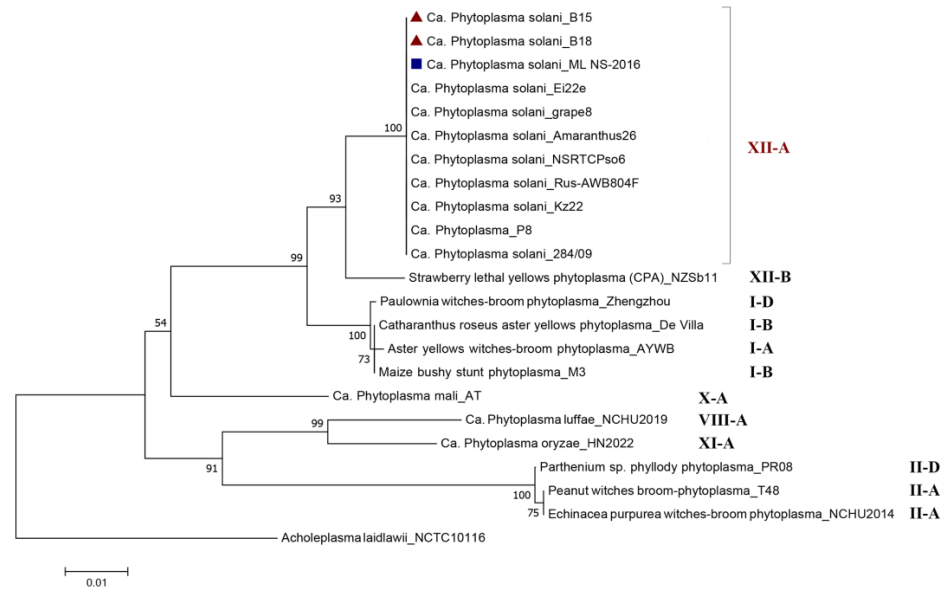 Ca. Phytoplasma solani_B15
Ca. Phytoplasma solani_B18
Ca. Phytoplasma solani_ML NS-2016
Ca. Phytoplasma solani_Ei22e
Ca. Phytoplasma solani_grape8
100
Ca. Phytoplasma solani_Amaranthus26
XII-A
Ca. Phytoplasma solani_NSRTCPso6
Ca. Phytoplasma solani_Rus-AWB804F
93
Ca. Phytoplasma solani_Kz22
Ca. Phytoplasma_P8
Ca. Phytoplasma solani_284/09
99
Strawberry lethal yellows phytoplasma (CPA)_NZSb11 XII-B
Paulownia witches-broom phytoplasma_Zhengzhou I-D
54
Catharanthus roseus aster yellows phytoplasma_De Villa I-B
100
Aster yellows witches-broom phytoplasma_AYWB I-A
73
Maize bushy stunt phytoplasma_M3 I-B
Ca. Phytoplasma mali_AT X-A
Ca. Phytoplasma luffae_NCHU2019 VIII-A
99
Ca. Phytoplasma oryzae_HN2022 XI-A
91
Parthenium sp. phyllody phytoplasma_PR08 II-D
100
Peanut witches broom-phytoplasma_T48 II-A
75
Echinacea purpurea witches-broom phytoplasma_NCHU2014 II-A
Acholeplasma laidlawii_NCTC10116
0.01